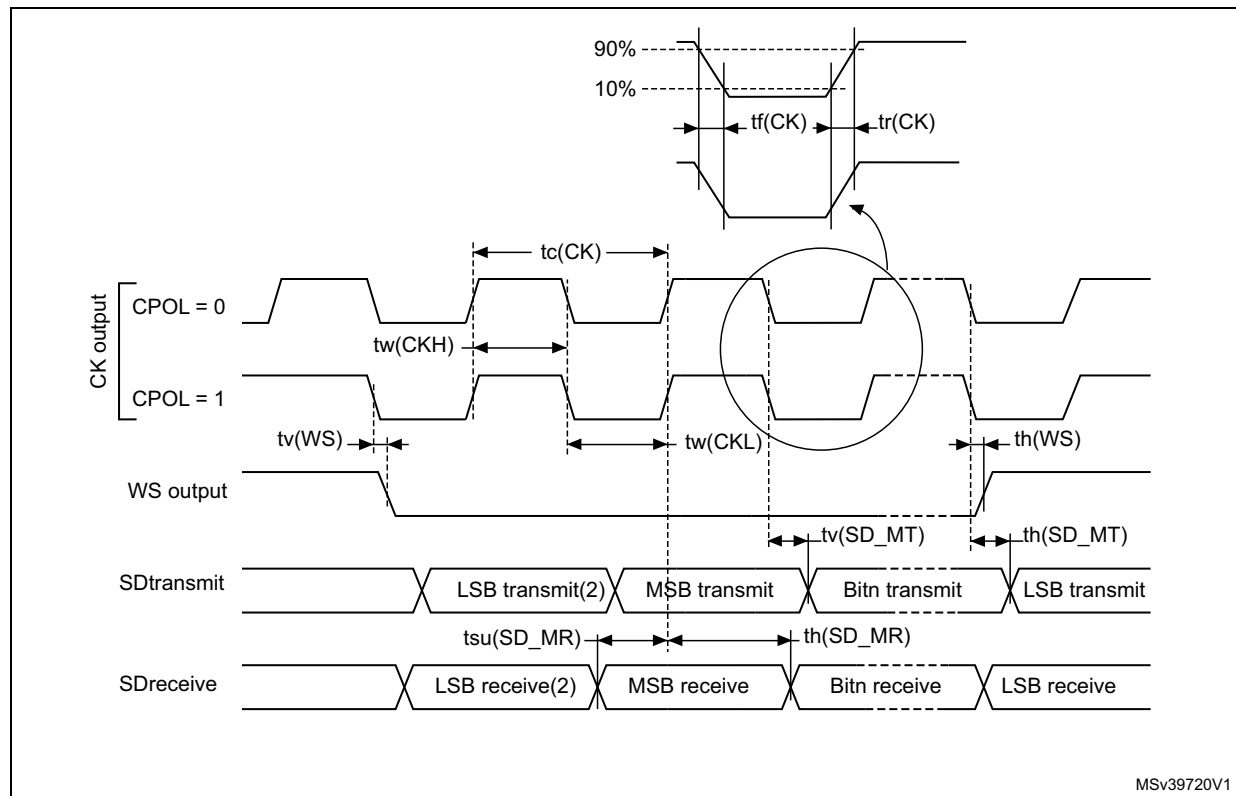 90%
10%
tf(CK)
tr(CK)
tc(CK)
CK output
CPOL = 0
tw(CKH)
CPOL = 1
tv(WS)
tw(CKL)
th(WS)
WS output
tv(SD_MT)
th(SD_MT)
SDtransmit
LSB transmit(2)
MSB transmit
Bitn transmit
LSB transmit
tsu(SD_MR)
th(SD_MR)
SDreceive
LSB receive(2)
MSB receive
Bitn receive
LSB receive
MSv39720V1